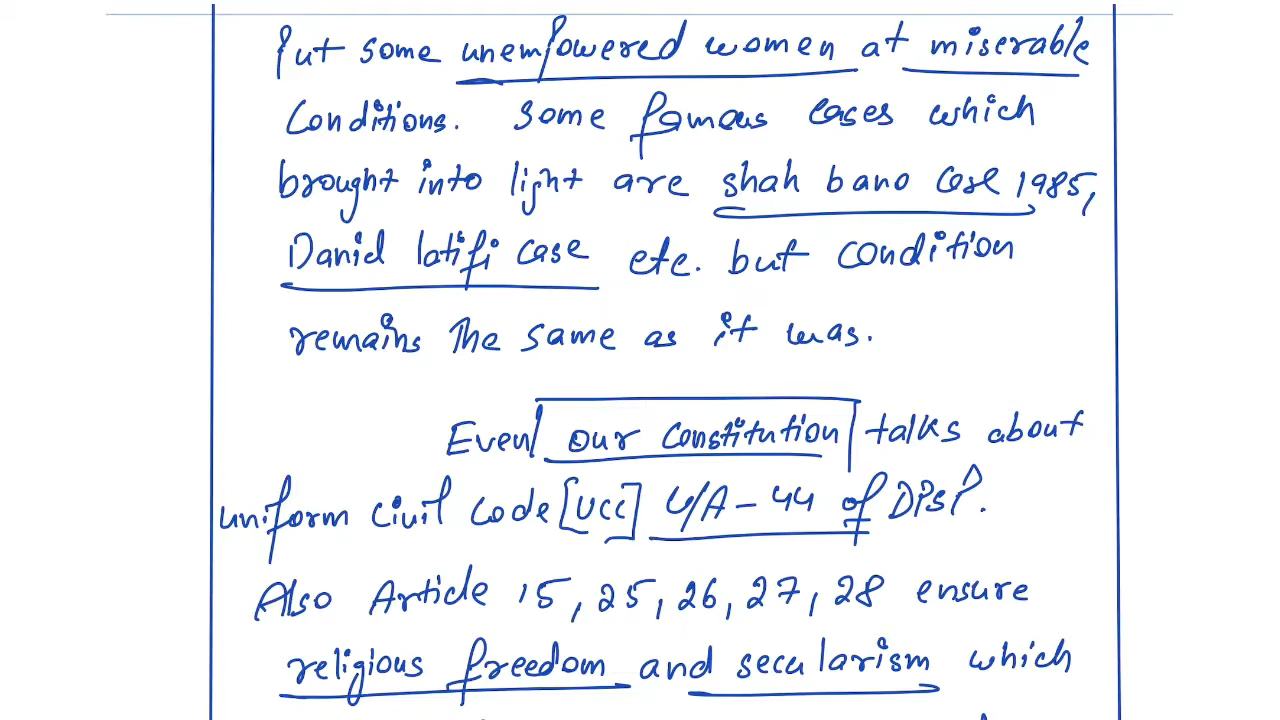 Put some unempowered women at miserable
Conditions. Some famous cases which
brought into light are shah bano case 1985,
Daniel latifi case etc. but condition
remains the same as it was.
Even our Constitution talks about
uniform civil code [UCC] U/A-44 of DPSP.
Also Article 15, 25, 26, 27, 28 ensure
religious freedom and secularism which